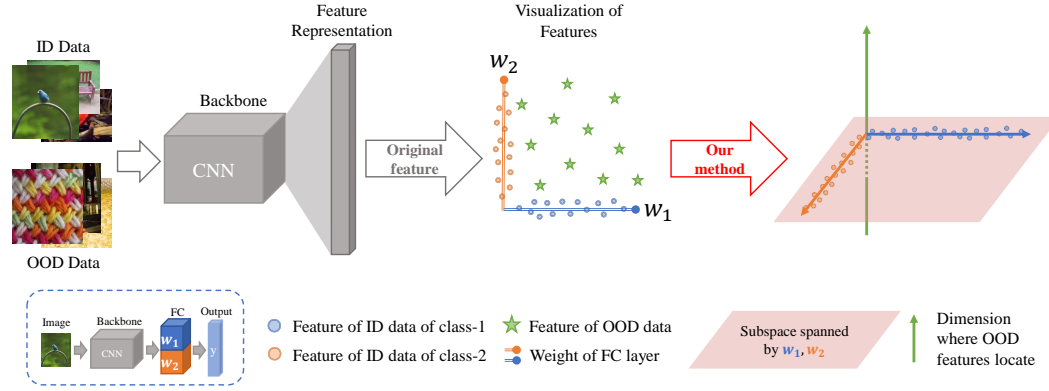 Feature
Representation
Visualization of
Features
ID Data
Backbone
CNN
Original
feature
w₂
w₁
Our
method
OOD Data
Image
Backbone
FC
Output
CNN
w₁
w₂
y
Feature of ID data of class-1
Feature of ID data of class-2
Feature of OOD data
Weight of FC layer
Subspace spanned
by w₁, w₂
Dimension
where OOD
features locate